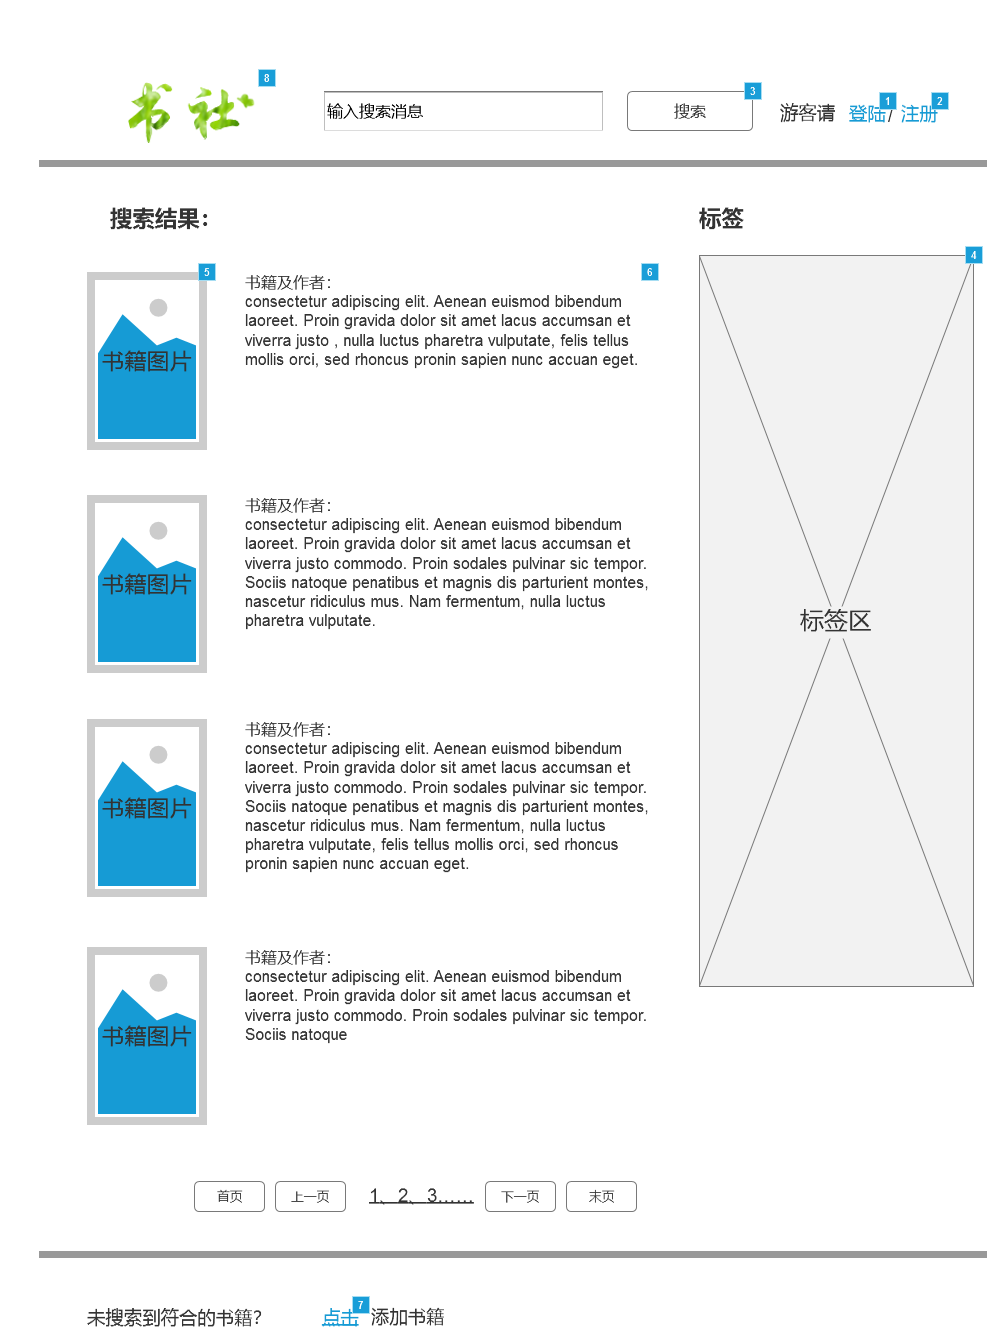 书社
8
输入搜索消息
搜索
3
游客请 登陆/ 注册
1
2
搜索结果：
标签
4
5
书籍图片
6
书籍及作者：
consectetur adipiscing elit. Aenean euismod bibendum
laoreet. Proin gravida dolor sit amet lacus accumsan et
viverra justo , nulla luctus pharetra vulputate, felis tellus
mollis orci, sed rhoncus pronin sapien nunc accuan eget.
书籍图片
书籍及作者：
consectetur adipiscing elit. Aenean euismod bibendum
laoreet. Proin gravida dolor sit amet lacus accumsan et
viverra justo commodo. Proin sodales pulvinar sic tempor.
Sociis natoque penatibus et magnis dis parturient montes,
nascetur ridiculus mus. Nam fermentum, nulla luctus
pharetra vulputate.
标签区
书籍图片
书籍及作者：
consectetur adipiscing elit. Aenean euismod bibendum
laoreet. Proin gravida dolor sit amet lacus accumsan et
viverra justo commodo. Proin sodales pulvinar sic tempor.
Sociis natoque penatibus et magnis dis parturient montes,
nascetur ridiculus mus. Nam fermentum, nulla luctus
pharetra vulputate, felis tellus mollis orci, sed rhoncus
pronin sapien nunc accuan eget.
书籍图片
书籍及作者：
consectetur adipiscing elit. Aenean euismod bibendum
laoreet. Proin gravida dolor sit amet lacus accumsan et
viverra justo commodo. Proin sodales pulvinar sic tempor.
Sociis natoque
首页 上一页 1、2、3…… 下一页 末页
未搜索到符合的书籍？ 点击 添加书籍
7